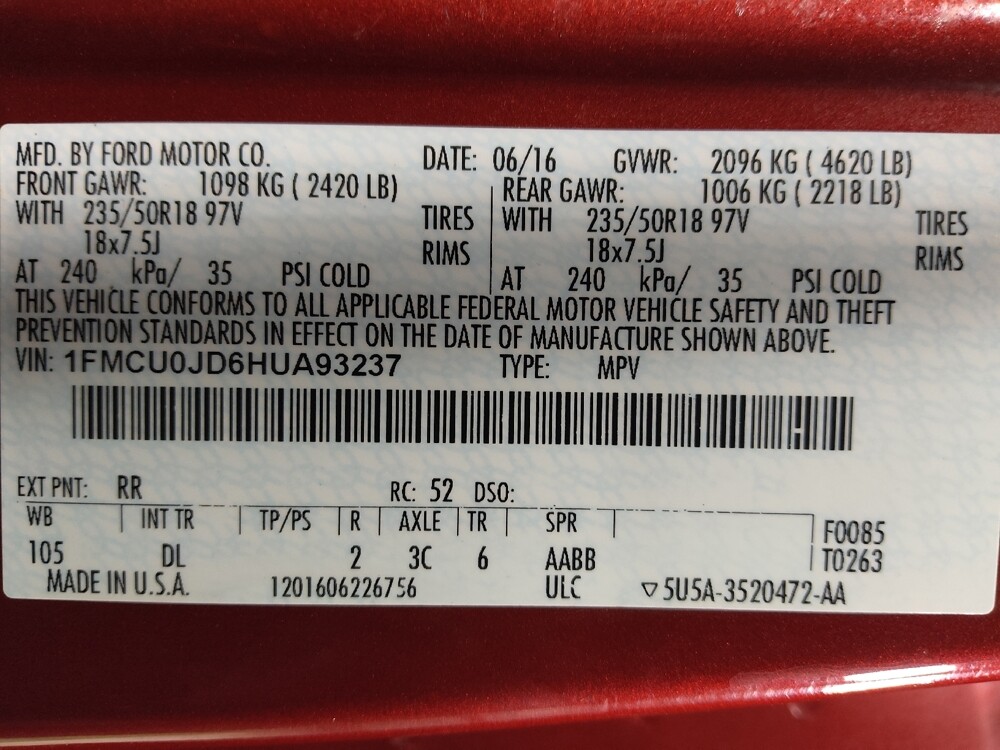 MFD. BY FORD MOTOR CO. DATE: 06/16 GVWR: 2096 KG ( 4620 LB)
FRONT GAWR: 1098 KG ( 2420 LB) REAR GAWR: 1006 KG ( 2218 LB)
WITH 235/50R18 97V TIRES WITH 235/50R18 97V TIRES
18x7.5J RIMS 18x7.5J RIMS
AT 240 kPa/ 35 PSI COLD AT 240 kPa/ 35 PSI COLD
THIS VEHICLE CONFORMS TO ALL APPLICABLE FEDERAL MOTOR VEHICLE SAFETY AND THEFT
PREVENTION STANDARDS IN EFFECT ON THE DATE OF MANUFACTURE SHOWN ABOVE.
VIN: 1FMCU0JD6HUA93237 TYPE: MPV
EXT PNT: RR RC: 52 DSO:
WB INT TR TP/PS R AXLE TR SPR F0085
105 DL 2 3C 6 AABB T0263
MADE IN U.S.A. 1201606226756 ULC ▽5U5A-3520472-AA